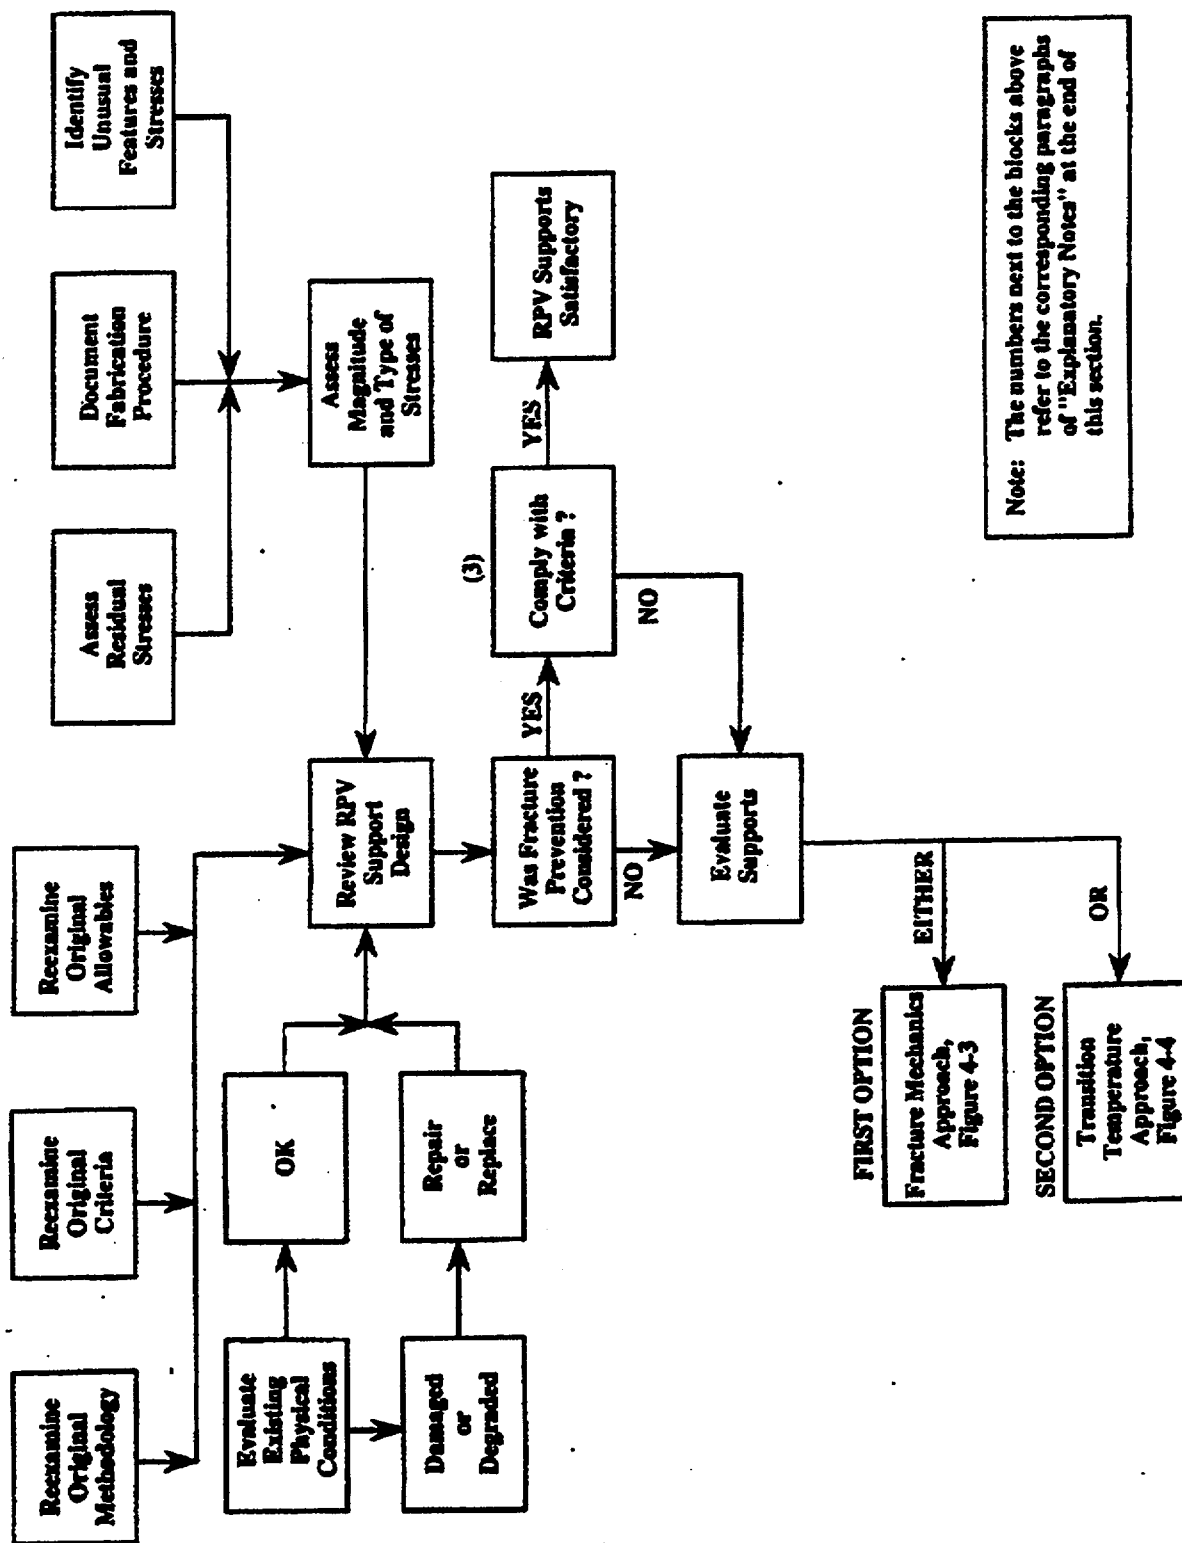 Reexamine
Original
Methodology
Reexamine
Original
Criteria
Reexamine
Original
Allowables
Assess
Residual
Stresses
Document
Fabrication
Procedure
Identify
Unusual
Features and
Stresses
Evaluate
Existing
Physical
Conditions
OK
Damaged
or
Degraded
Repair
or
Replace
Review RPV
Support
Design
Assess
Magnitude
and Type of
Stresses
Was Fracture
Prevention
Considered ?
YES
NO
(3)
Comply with
Criteria ?
YES
NO
RPV Supports
Satisfactory
Evaluate
Supports
EITHER
OR
FIRST OPTION
Fracture Mechanics
Approach,
Figure 4-3
SECOND OPTION
Transition
Temperature
Approach,
Figure 4-4
Note: The numbers next to the blocks above
refer to the corresponding paragraphs
of "Explanatory Notes" at the end of
this section.